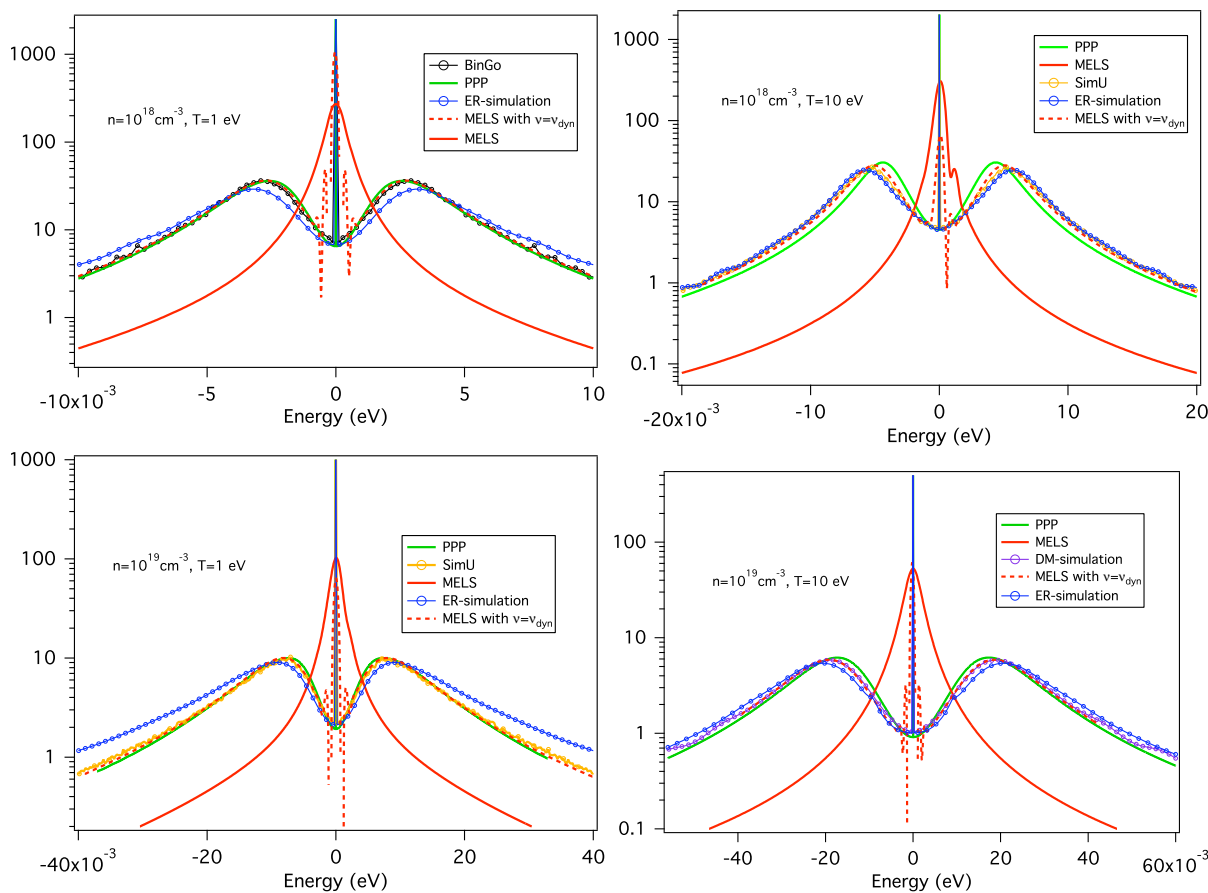 1000
100
10
1
BinGo
PPP
ER-simulation
MELS with ν=νdyn
MELS
n=10¹⁸cm⁻³, T=1 eV
-10x10⁻³
-5
0
5
10
Energy (eV)
1000
100
10
1
0.1
PPP
MELS
SimU
ER-simulation
MELS with ν=νdyn
n=10¹⁸cm⁻³, T=10 eV
-20x10⁻³
-10
0
10
20
Energy (eV)
1000
100
10
1
PPP
SimU
MELS
ER-simulation
MELS with ν=νdyn
n=10¹⁹cm⁻³, T=1 eV
-40x10⁻³
-20
0
20
40
Energy (eV)
100
10
1
0.1
PPP
MELS
DM-simulation
MELS with ν=νdyn
ER-simulation
n=10¹⁹cm⁻³, T=10 eV
-40
-20
0
20
40
60x10⁻³
Energy (eV)